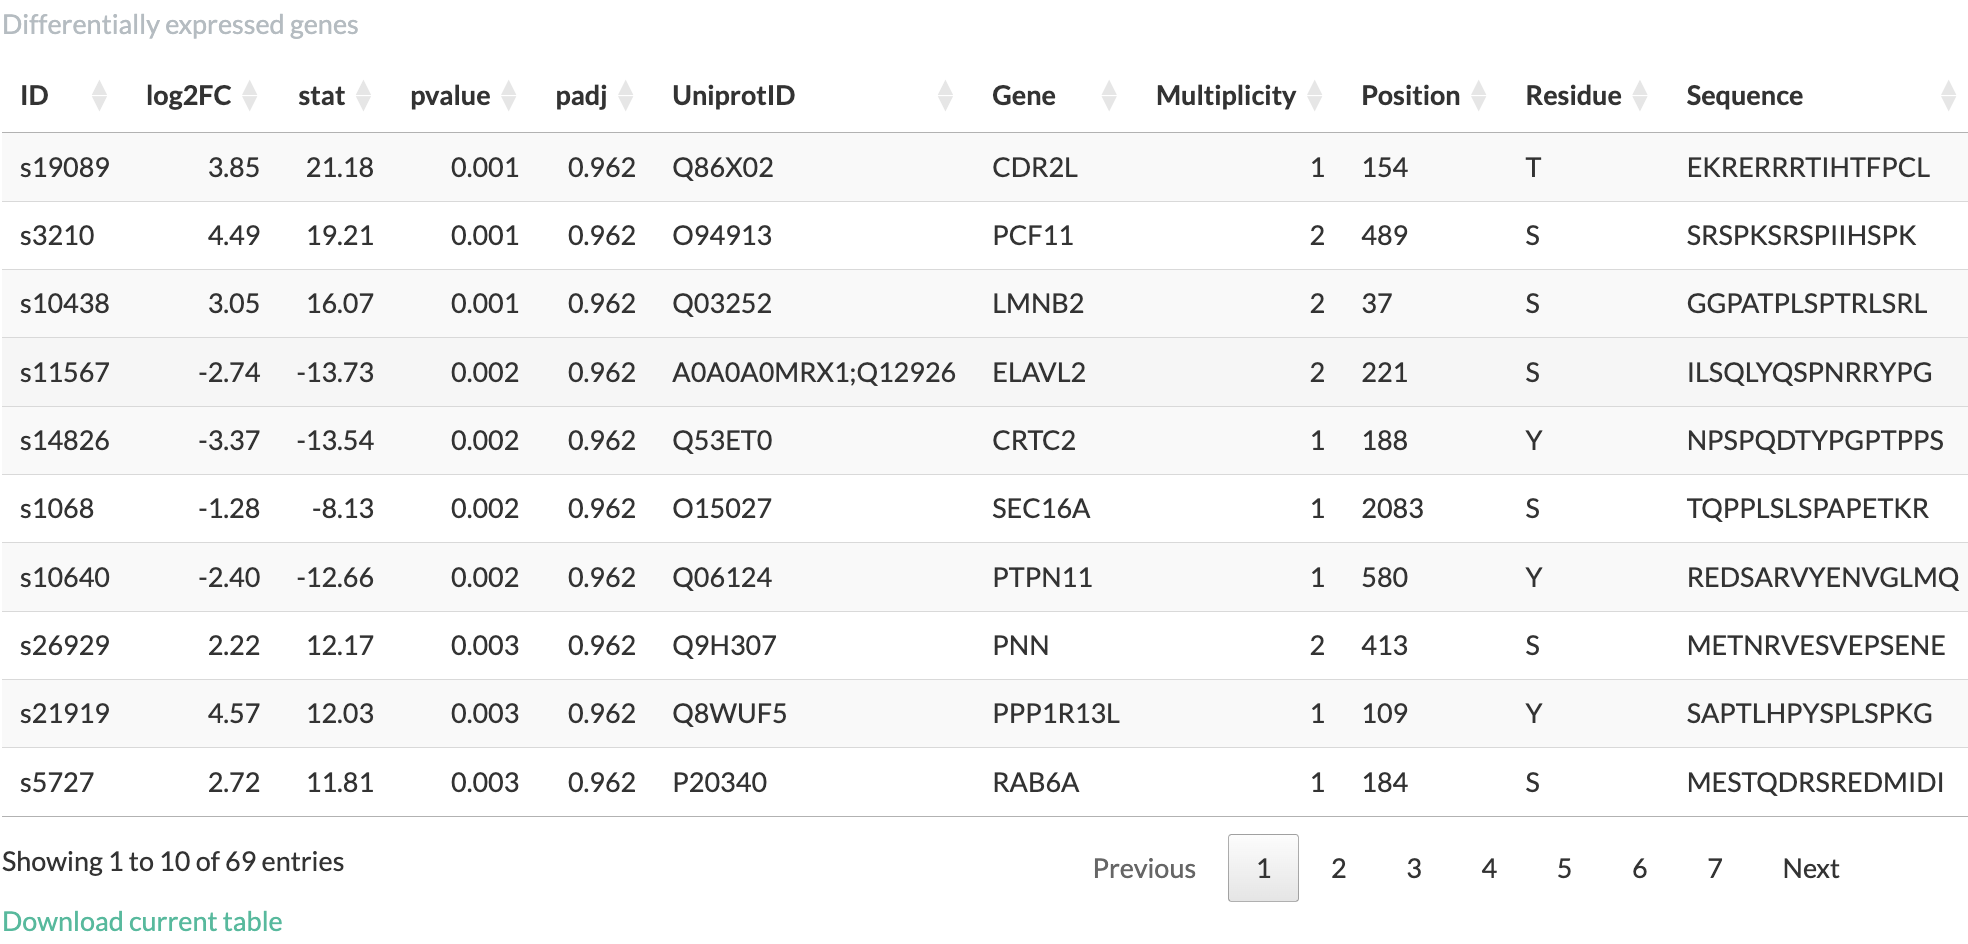 Differentially expressed genes
ID log2FC stat pvalue padj UniprotID Gene Multiplicity Position Residue Sequence
s19089 3.85 21.18 0.001 0.962 Q86X02 CDR2L 1 154 T EKRERRRTIHTFPCL
s3210 4.49 19.21 0.001 0.962 O94913 PCF11 2 489 S SRSPKSRSPIIHSPK
s10438 3.05 16.07 0.001 0.962 Q03252 LMNB2 2 37 S GGPATPLSPTRLSRL
s11567 -2.74 -13.73 0.002 0.962 A0A0A0MRX1;Q12926 ELAVL2 2 221 S ILSQLYQSPNRRYPG
s14826 -3.37 -13.54 0.002 0.962 Q53ET0 CRTC2 1 188 Y NPSPQDTYPGPTPPS
s1068 -1.28 -8.13 0.002 0.962 O15027 SEC16A 1 2083 S TQPPLSLSPAPETKR
s10640 -2.40 -12.66 0.002 0.962 Q06124 PTPN11 1 580 Y REDSARVYENVGLMQ
s26929 2.22 12.17 0.003 0.962 Q9H307 PNN 2 413 S METNRVESVEPSENE
s21919 4.57 12.03 0.003 0.962 Q8WUF5 PPP1R13L 1 109 Y SAPTLHPYSPLSPKG
s5727 2.72 11.81 0.003 0.962 P20340 RAB6A 1 184 S MESTQDRSREDMIDI
Showing 1 to 10 of 69 entries
Previous 1 2 3 4 5 6 7 Next
Download current table